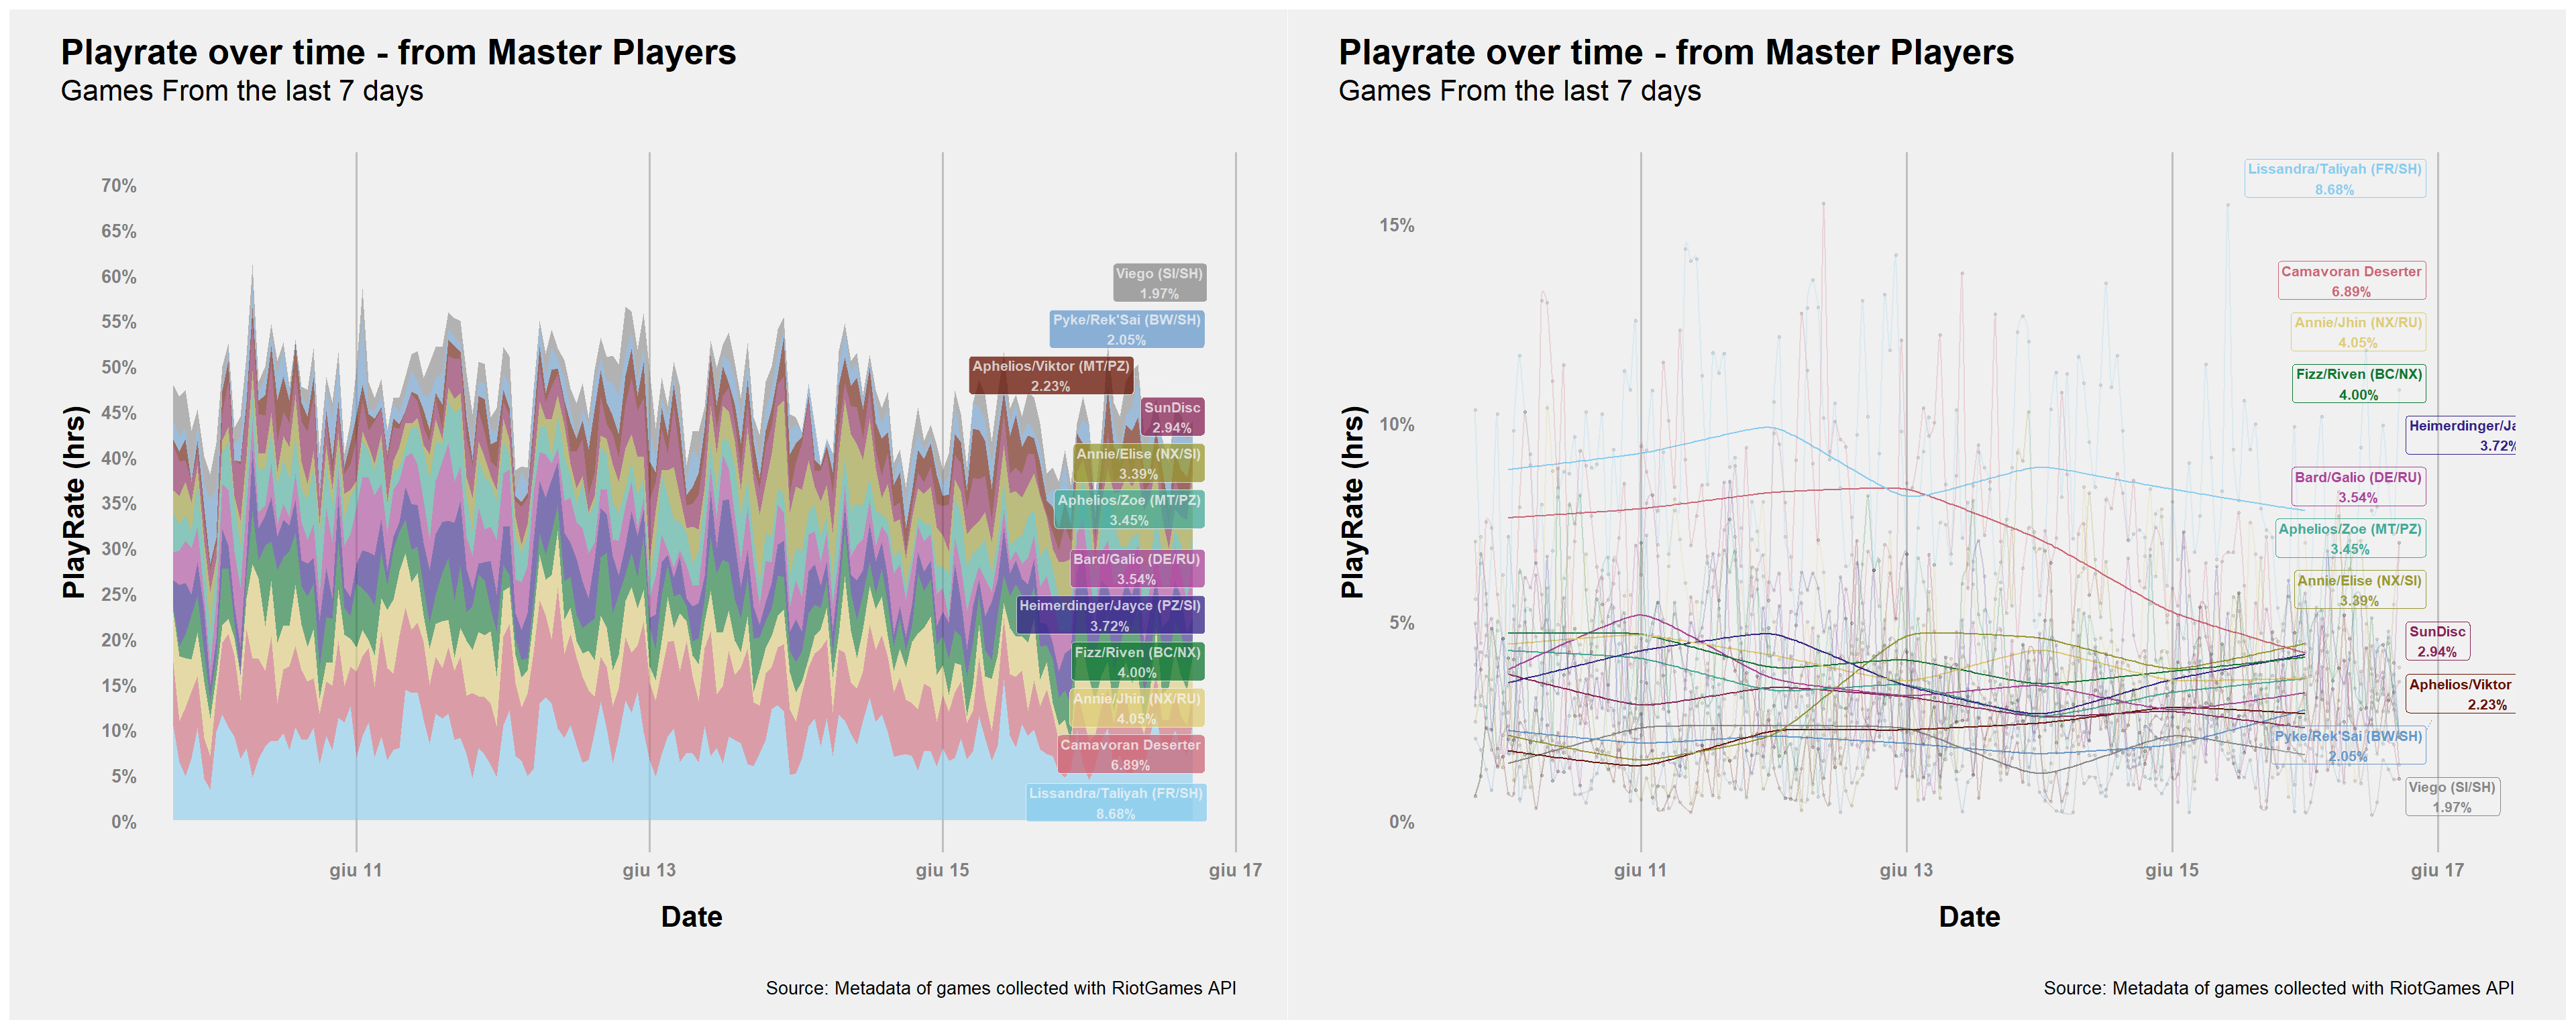 Playrate over time - from Master Players
Games From the last 7 days
PlayRate (hrs)
70%
65%
60%
55%
50%
45%
40%
35%
30%
25%
20%
15%
10%
5%
0%
Viego (SI/SH)
1.97%
Pyke/Rek'Sai (BW/SH)
2.05%
Aphelios/Viktor (MT/PZ)
2.23%
SunDisc
2.94%
Annie/Elise (NX/SI)
3.39%
Aphelios/Zoe (MT/PZ)
3.45%
Bard/Galio (DE/RU)
3.54%
Heimerdinger/Jayce (PZ/SI)
3.72%
Fizz/Riven (BC/NX)
4.00%
Annie/Jhin (NX/RU)
4.05%
Camavoran Deserter
6.89%
Lissandra/Taliyah (FR/SH)
8.68%
giu 11
giu 13
giu 15
giu 17
Date
Source: Metadata of games collected with RiotGames API
Playrate over time - from Master Players
Games From the last 7 days
PlayRate (hrs)
15%
10%
5%
0%
Lissandra/Taliyah (FR/SH)
8.68%
Camavoran Deserter
6.89%
Annie/Jhin (NX/RU)
4.05%
Fizz/Riven (BC/NX)
4.00%
Heimerdinger/Ja
3.72%
Bard/Galio (DE/RU)
3.54%
Aphelios/Zoe (MT/PZ)
3.45%
Annie/Elise (NX/SI)
3.39%
SunDisc
2.94%
Aphelios/Viktor
2.23%
Pyke/Rek'Sai (BW/SH)
2.05%
Viego (SI/SH)
1.97%
giu 11
giu 13
giu 15
giu 17
Date
Source: Metadata of games collected with RiotGames API